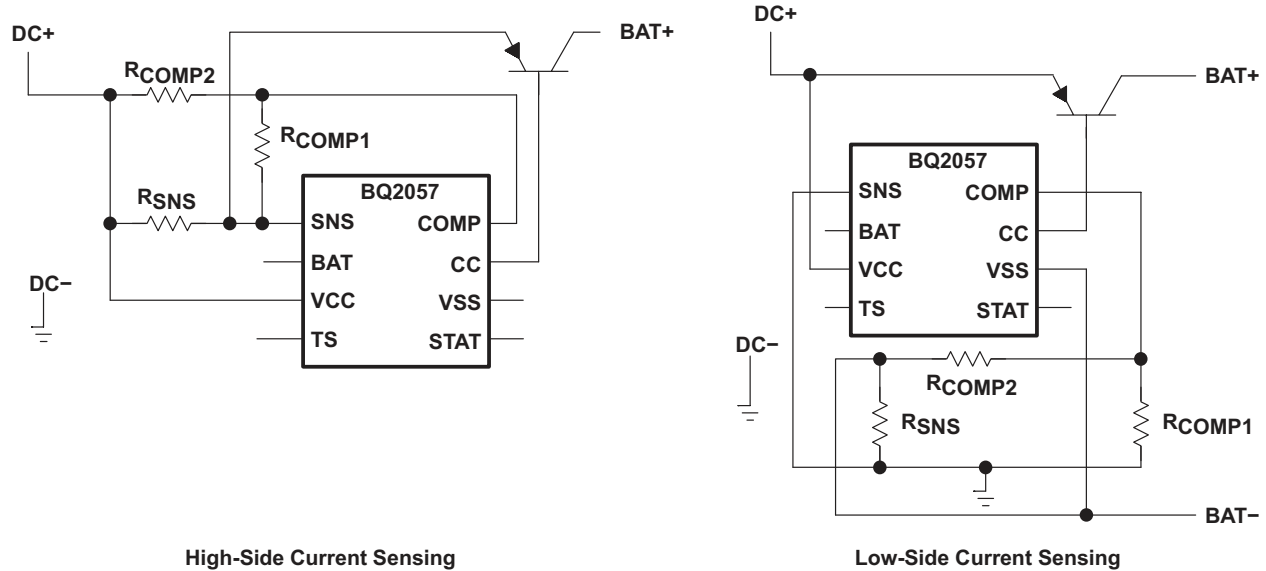 DC+
BAT+
RCOMP2
RCOMP1
BQ2057
RSNS
SNS
COMP
BAT
CC
DC−
VCC
VSS
TS
STAT
High-Side Current Sensing
DC+
BAT+
BQ2057
SNS
COMP
BAT
CC
VCC
VSS
TS
STAT
DC−
RCOMP2
RSNS
RCOMP1
BAT−
Low-Side Current Sensing